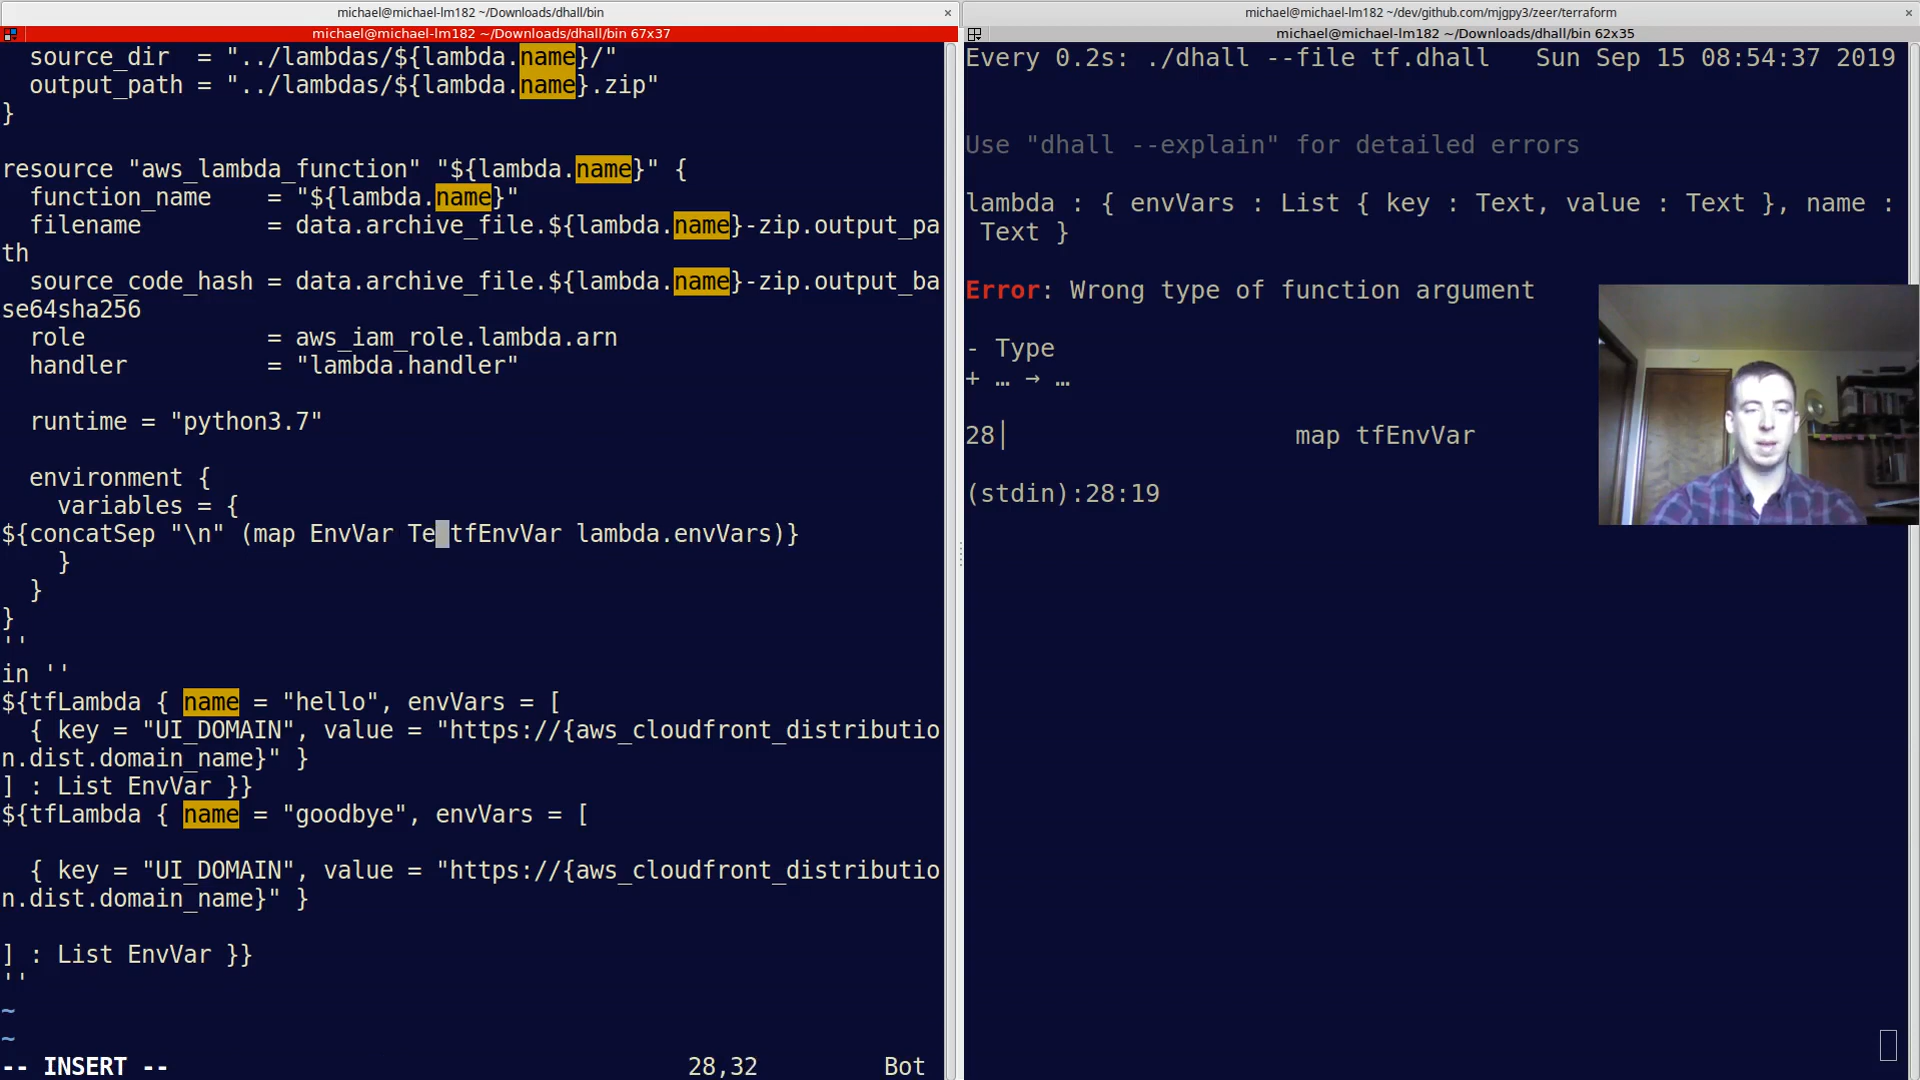 michael@michael-lm182 ~/Downloads/dhall/bin
×
michael@michael-lm182 ~/Downloads/dhall/bin 67x37
source_dir  = "../lambdas/${lambda.name}/"
output_path = "../lambdas/${lambda.name}.zip"
}
resource "aws_lambda_function" "${lambda.name}" {
function_name    = "${lambda.name}"
filename         = data.archive_file.${lambda.name}-zip.output_pa
th
source_code_hash = data.archive_file.${lambda.name}-zip.output_ba
se64sha256
role             = aws_iam_role.lambda.arn
handler          = "lambda.handler"
runtime = "python3.7"
environment {
variables = {
${concatSep "\n" (map EnvVar Te tfEnvVar lambda.envVars)}
}
}
}
''
in ''
${tfLambda { name = "hello", envVars = [
{ key = "UI_DOMAIN", value = "https://{aws_cloudfront_distributio
n.dist.domain_name}" }
] : List EnvVar }}
${tfLambda { name = "goodbye", envVars = [
{ key = "UI_DOMAIN", value = "https://{aws_cloudfront_distributio
n.dist.domain_name}" }
] : List EnvVar }}
''
~
~
-- INSERT --                                     28,32         Bot
michael@michael-lm182 ~/dev/github.com/mjgpy3/zeer/terraform
×
michael@michael-lm182 ~/Downloads/dhall/bin 62x35
Every 0.2s: ./dhall --file tf.dhall   Sun Sep 15 08:54:37 2019
Use "dhall --explain" for detailed errors
lambda : { envVars : List { key : Text, value : Text }, name :
Text }
Error: Wrong type of function argument
- Type
+ … → …
28│                   map tfEnvVar
(stdin):28:19